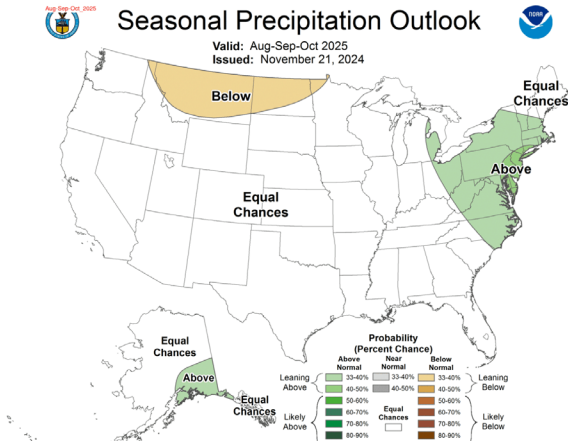 Aug-Sep-Oct 2025
Seasonal Precipitation Outlook
NOAA
Valid: Aug-Sep-Oct 2025
Issued: November 21, 2024
Below
Equal
Chances
Above
Equal
Chances
Equal
Chances
Above
Equal
Chances
Probability
(Percent Chance)
Above
Normal
Near
Normal
Below
Normal
Leaning
Above
33-40%
33-40%
33-40%
Leaning
Below
40-50%
40-50%
40-50%
Likely
Above
50-60%
60-70%
70-80%
80-90%
Equal
Chances
50-60%
60-70%
70-80%
80-90%
Likely
Below